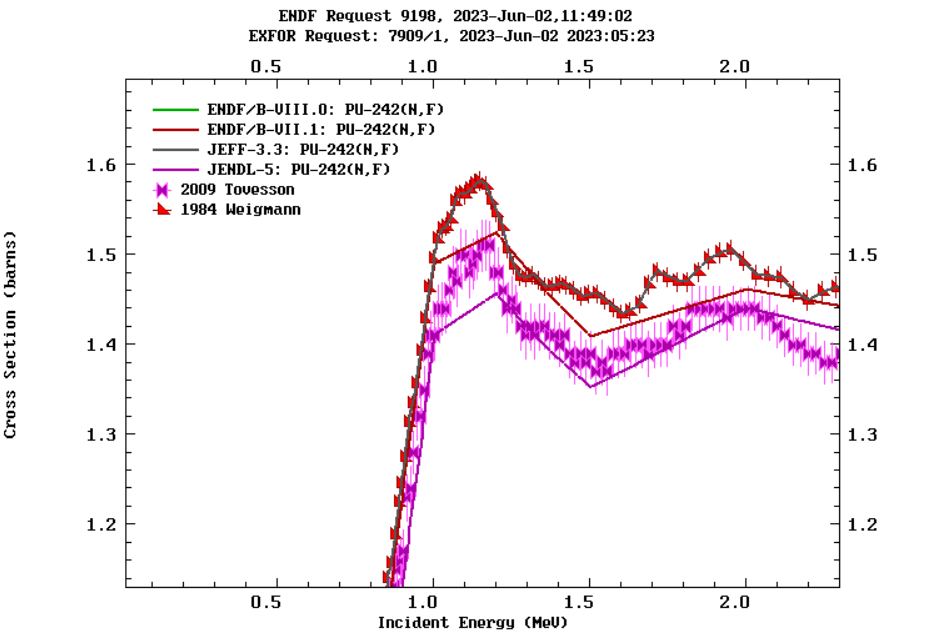 ENDF Request 9198, 2023-Jun-02,11:49:02
EXFOR Request: 7909/1, 2023-Jun-02 2023:05:23
0.5 1.0 1.5 2.0
ENDF/B-VIII.0: PU-242(N,F)
ENDF/B-VII.1: PU-242(N,F)
JEFF-3.3: PU-242(N,F)
JENDL-5: PU-242(N,F)
2009 Tovesson
1984 Weigmann
Cross Section (barns)
1.6 1.6
1.5 1.5
1.4 1.4
1.3 1.3
1.2 1.2
0.5 1.0 1.5 2.0
Incident Energy (MeV)